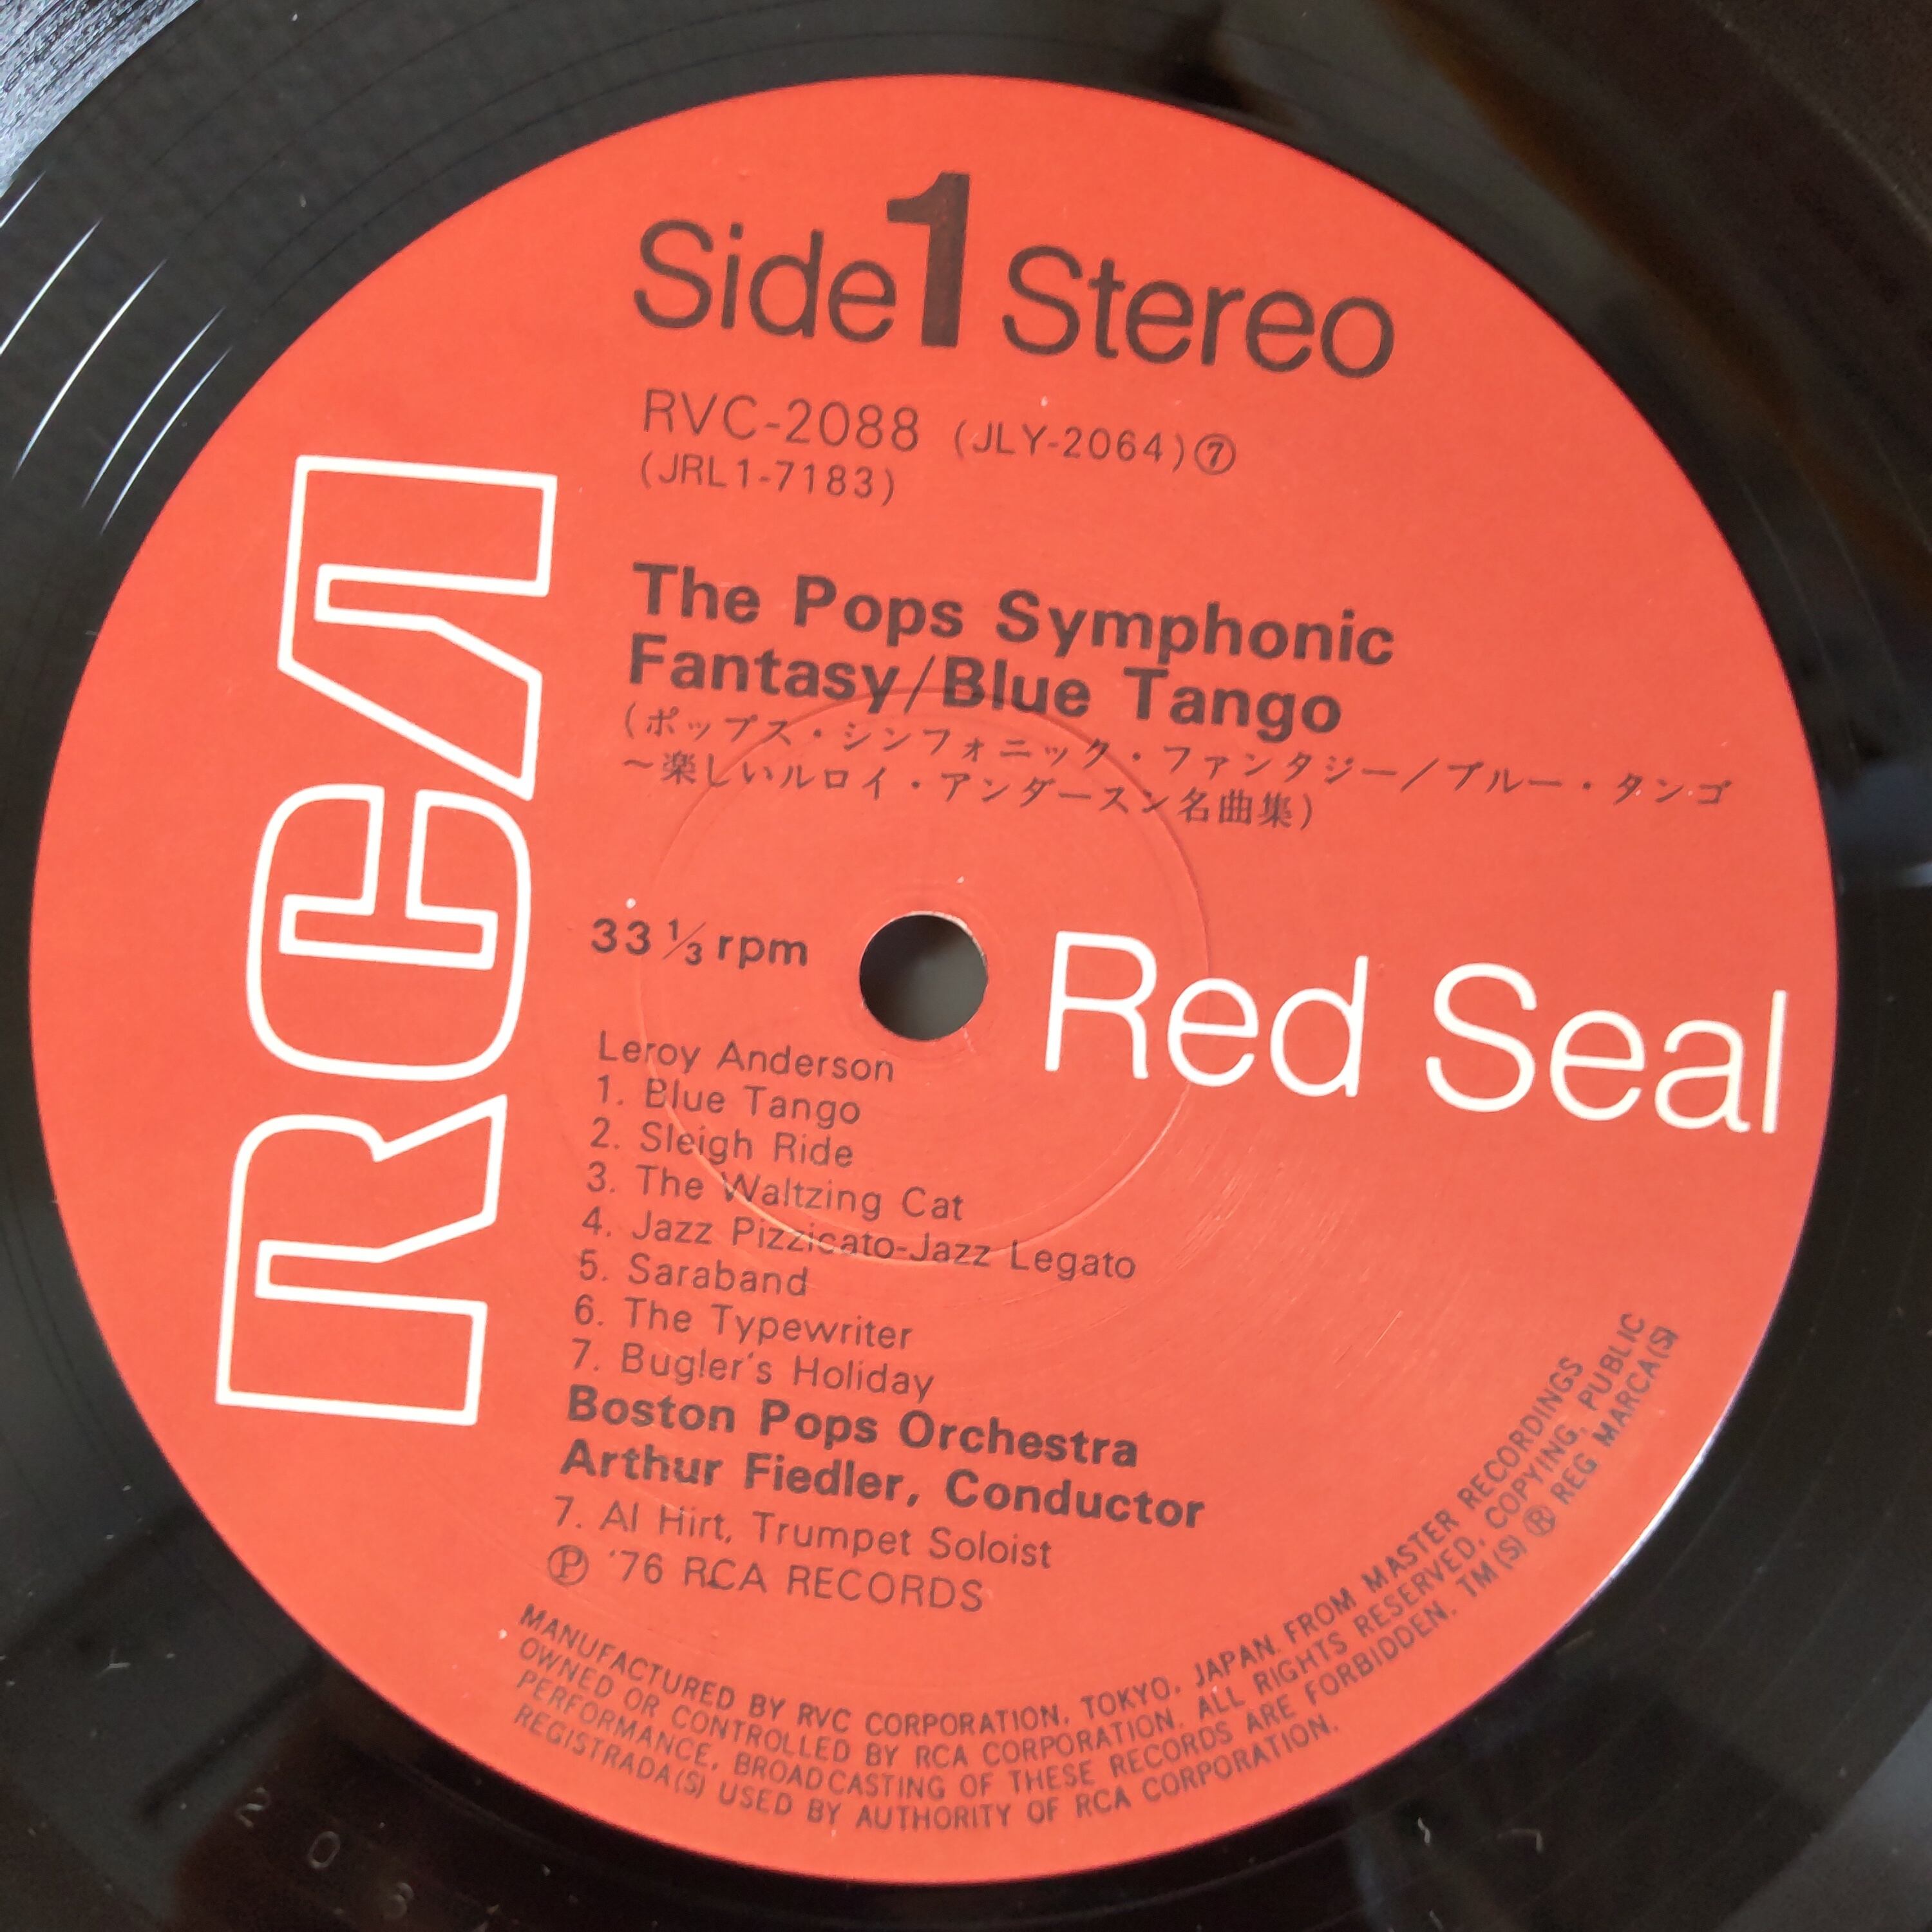 Side 1 Stereo
RVC-2088 (JLY-2064)⑦
(JRL1-7183)
The Pops Symphonic
Fantasy/Blue Tango
(ポップス・シンフォニック・ファンタジー/ブルー・タンゴ
~楽しいルロイ・アンダースン名曲集)
RCA
33 1/3 rpm
Red Seal
Leroy Anderson
1. Blue Tango
2. Sleigh Ride
3. The Waltzing Cat
4. Jazz Pizzicato-Jazz Legato
5. Saraband
6. The Typewriter
7. Bugler's Holiday
Boston Pops Orchestra
Arthur Fiedler, Conductor
7. Al Hirt, Trumpet Soloist
Ⓟ '76 RCA RECORDS
MANUFACTURED BY RVC CORPORATION, TOKYO, JAPAN. FROM MASTER RECORDINGS
OWNED OR CONTROLLED BY RCA CORPORATION. ALL RIGHTS RESERVED. COPYING, PUBLIC
PERFORMANCE, BROADCASTING OF THESE RECORDS ARE FORBIDDEN. TM(S) ® REG MARCA(S)
REGISTRADA(S) USED BY AUTHORITY OF RCA CORPORATION.